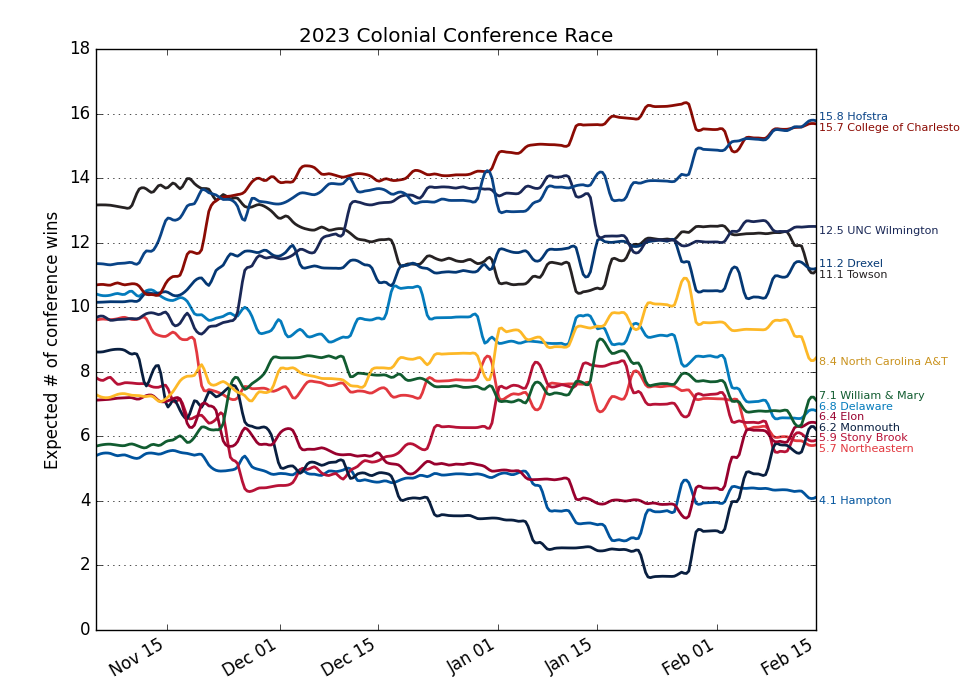 2023 Colonial Conference Race
Expected # of conference wins
18
16
14
12
10
8
6
4
2
0
15.8 Hofstra
15.7 College of Charlesto
12.5 UNC Wilmington
11.2 Drexel
11.1 Towson
8.4 North Carolina A&T
7.1 William & Mary
6.8 Delaware
6.4 Elon
6.2 Monmouth
5.9 Stony Brook
5.7 Northeastern
4.1 Hampton
Nov 15
Dec 01
Dec 15
Jan 01
Jan 15
Feb 01
Feb 15